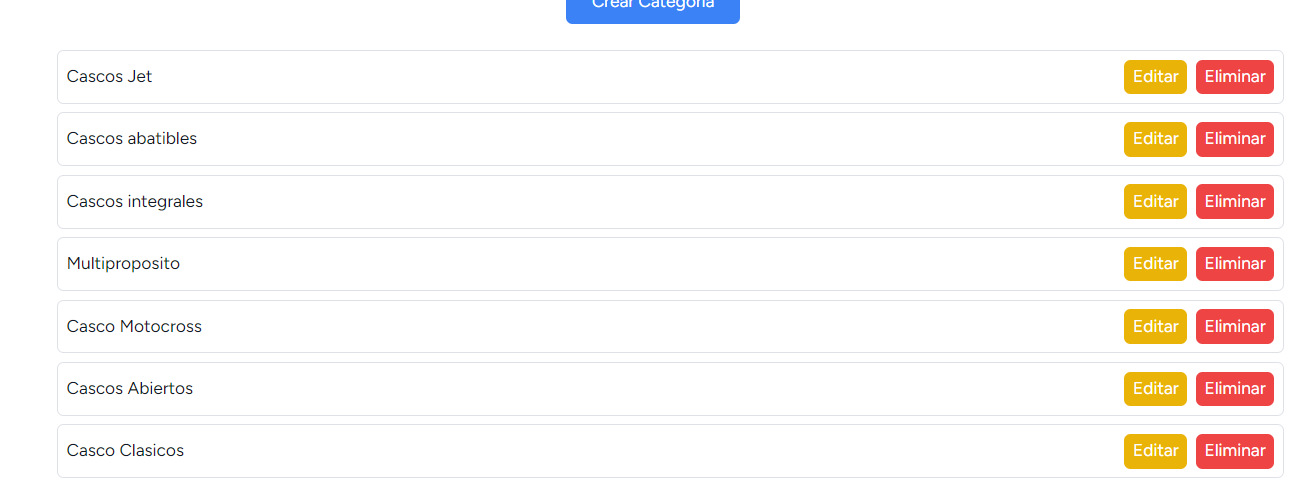 Crear Categoría
Cascos Jet Editar Eliminar
Cascos abatibles Editar Eliminar
Cascos integrales Editar Eliminar
Multiproposito Editar Eliminar
Casco Motocross Editar Eliminar
Cascos Abiertos Editar Eliminar
Casco Clasicos Editar Eliminar